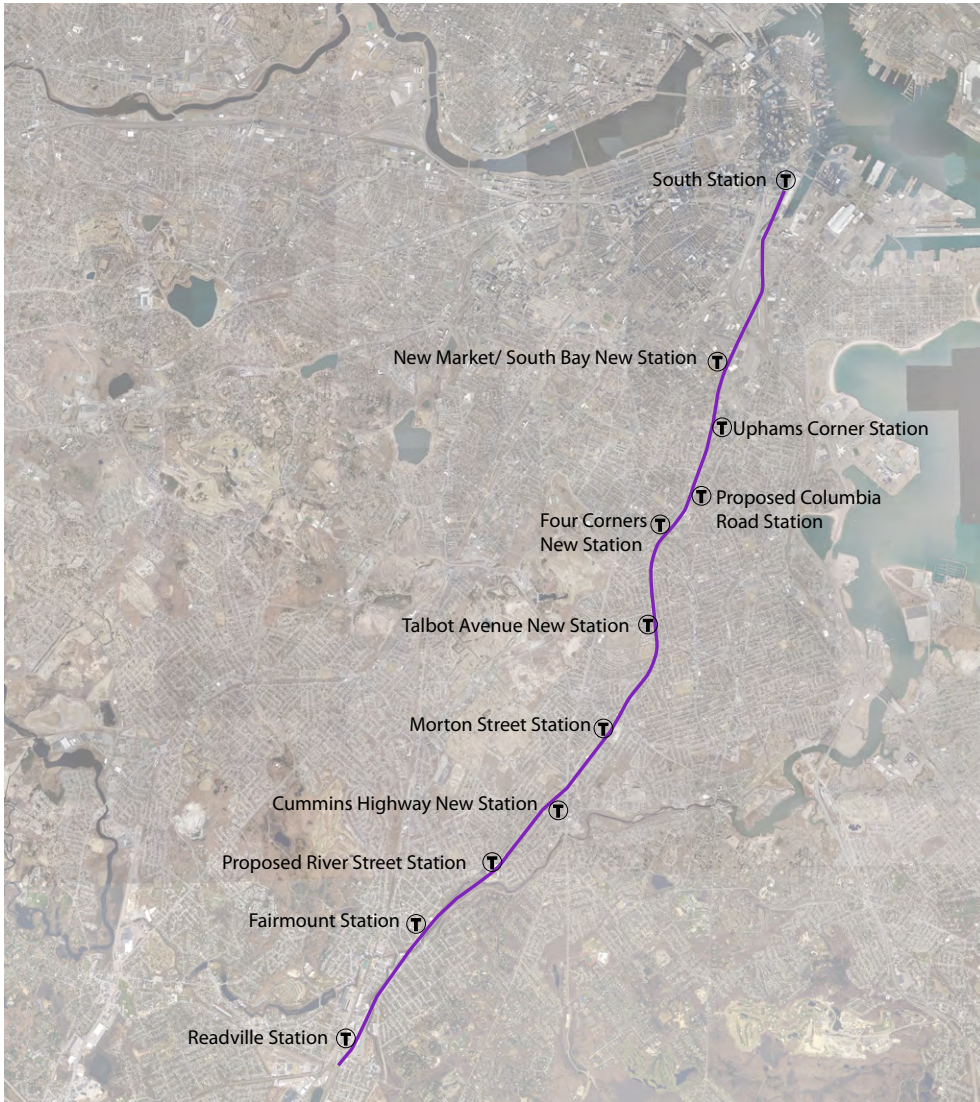 South Station T
New Market/ South Bay New Station T
T Uphams Corner Station
T Proposed Columbia
Road Station
Four Corners T
New Station
Talbot Avenue New Station T
Morton Street Station T
Cummins Highway New Station T
Proposed River Street Station T
Fairmount Station T
Readville Station T